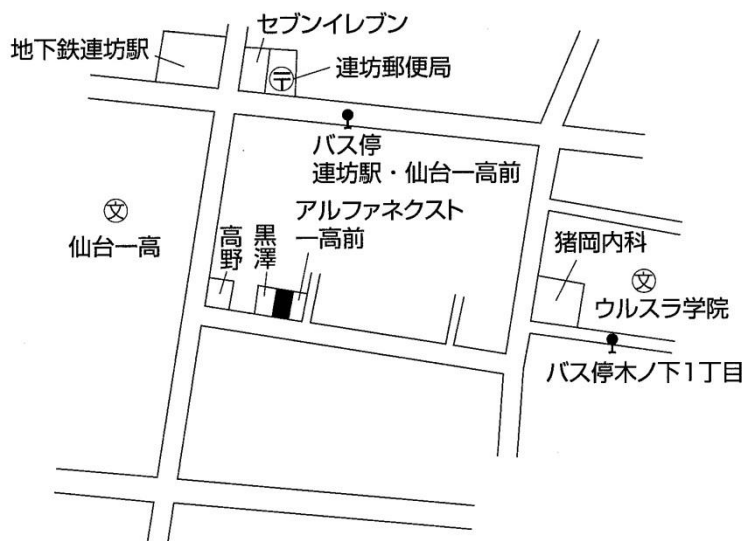 セブンイレブン
地下鉄連坊駅
連坊郵便局
〒
バス停
連坊駅・仙台一高前
文
仙台一高
アルファネクスト
一高前
高野
黒澤
猪岡内科
文
ウルスラ学院
バス停木ノ下1丁目